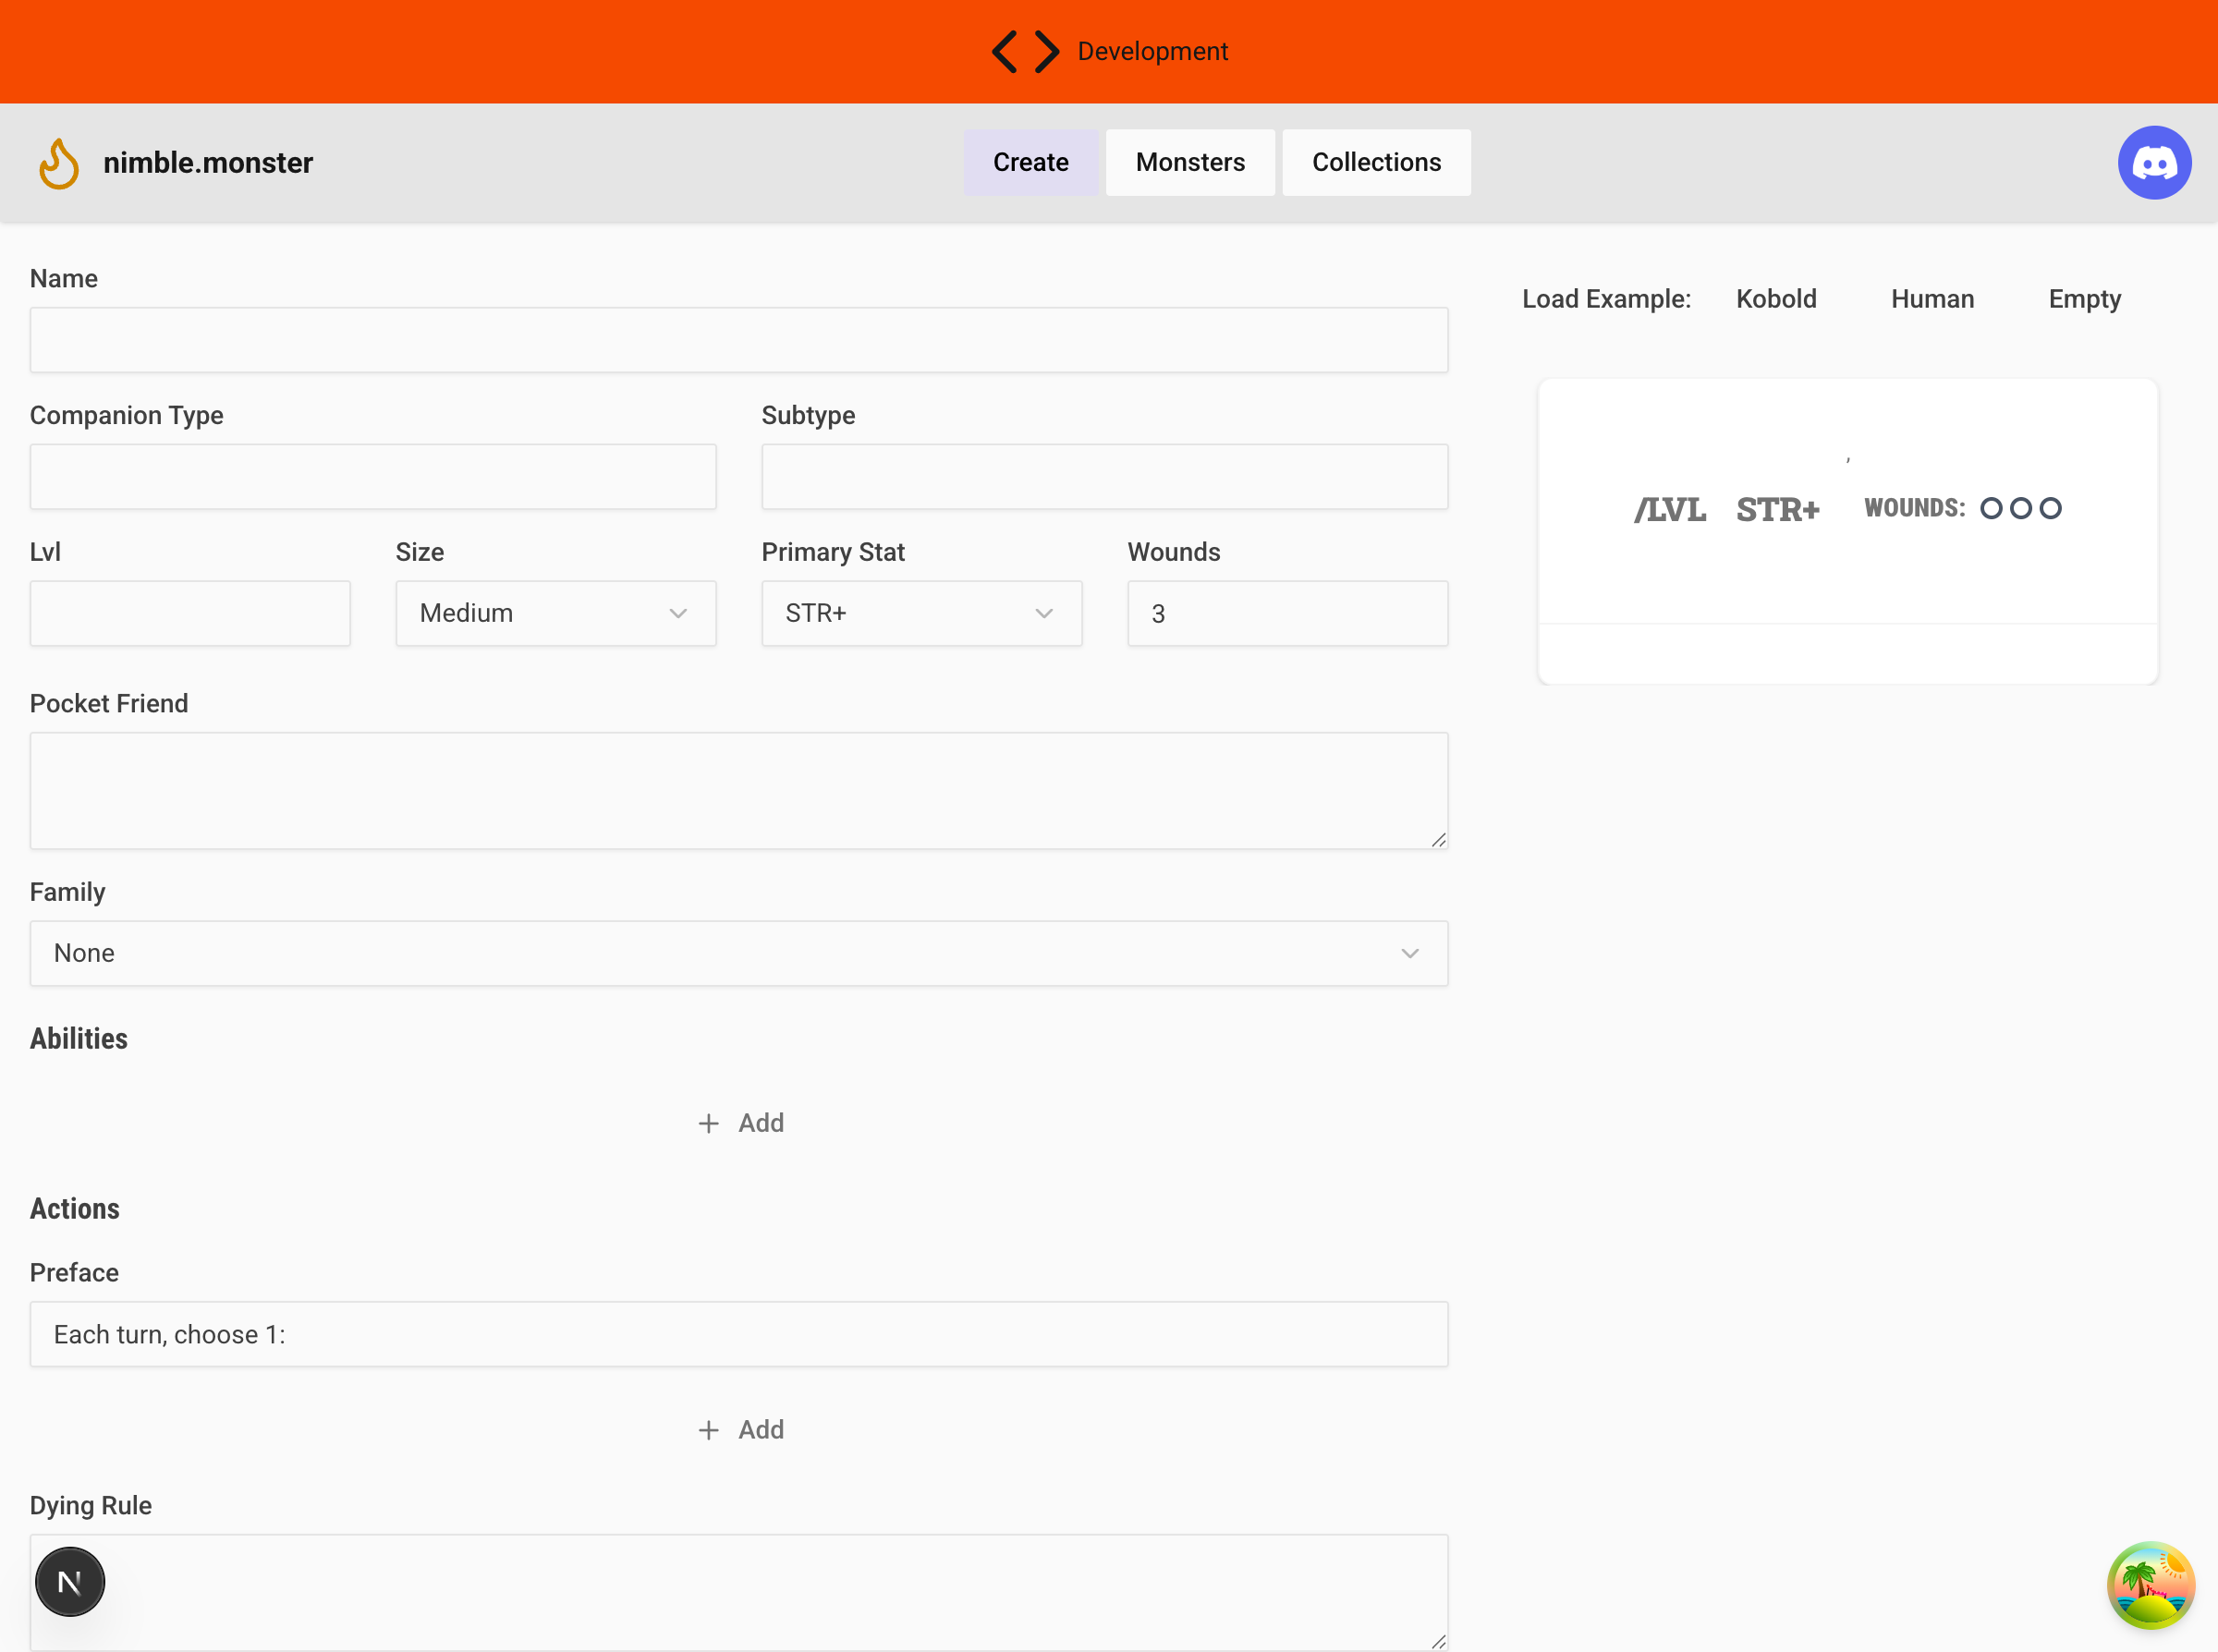 Development
nimble.monster
Create Monsters Collections
Name
Load Example: Kobold Human Empty
Companion Type Subtype
,
/LVL STR+ WOUNDS:
Lvl Size Primary Stat Wounds
Medium STR+ 3
Pocket Friend
Family
None
Abilities
+ Add
Actions
Preface
Each turn, choose 1:
+ Add
Dying Rule
N